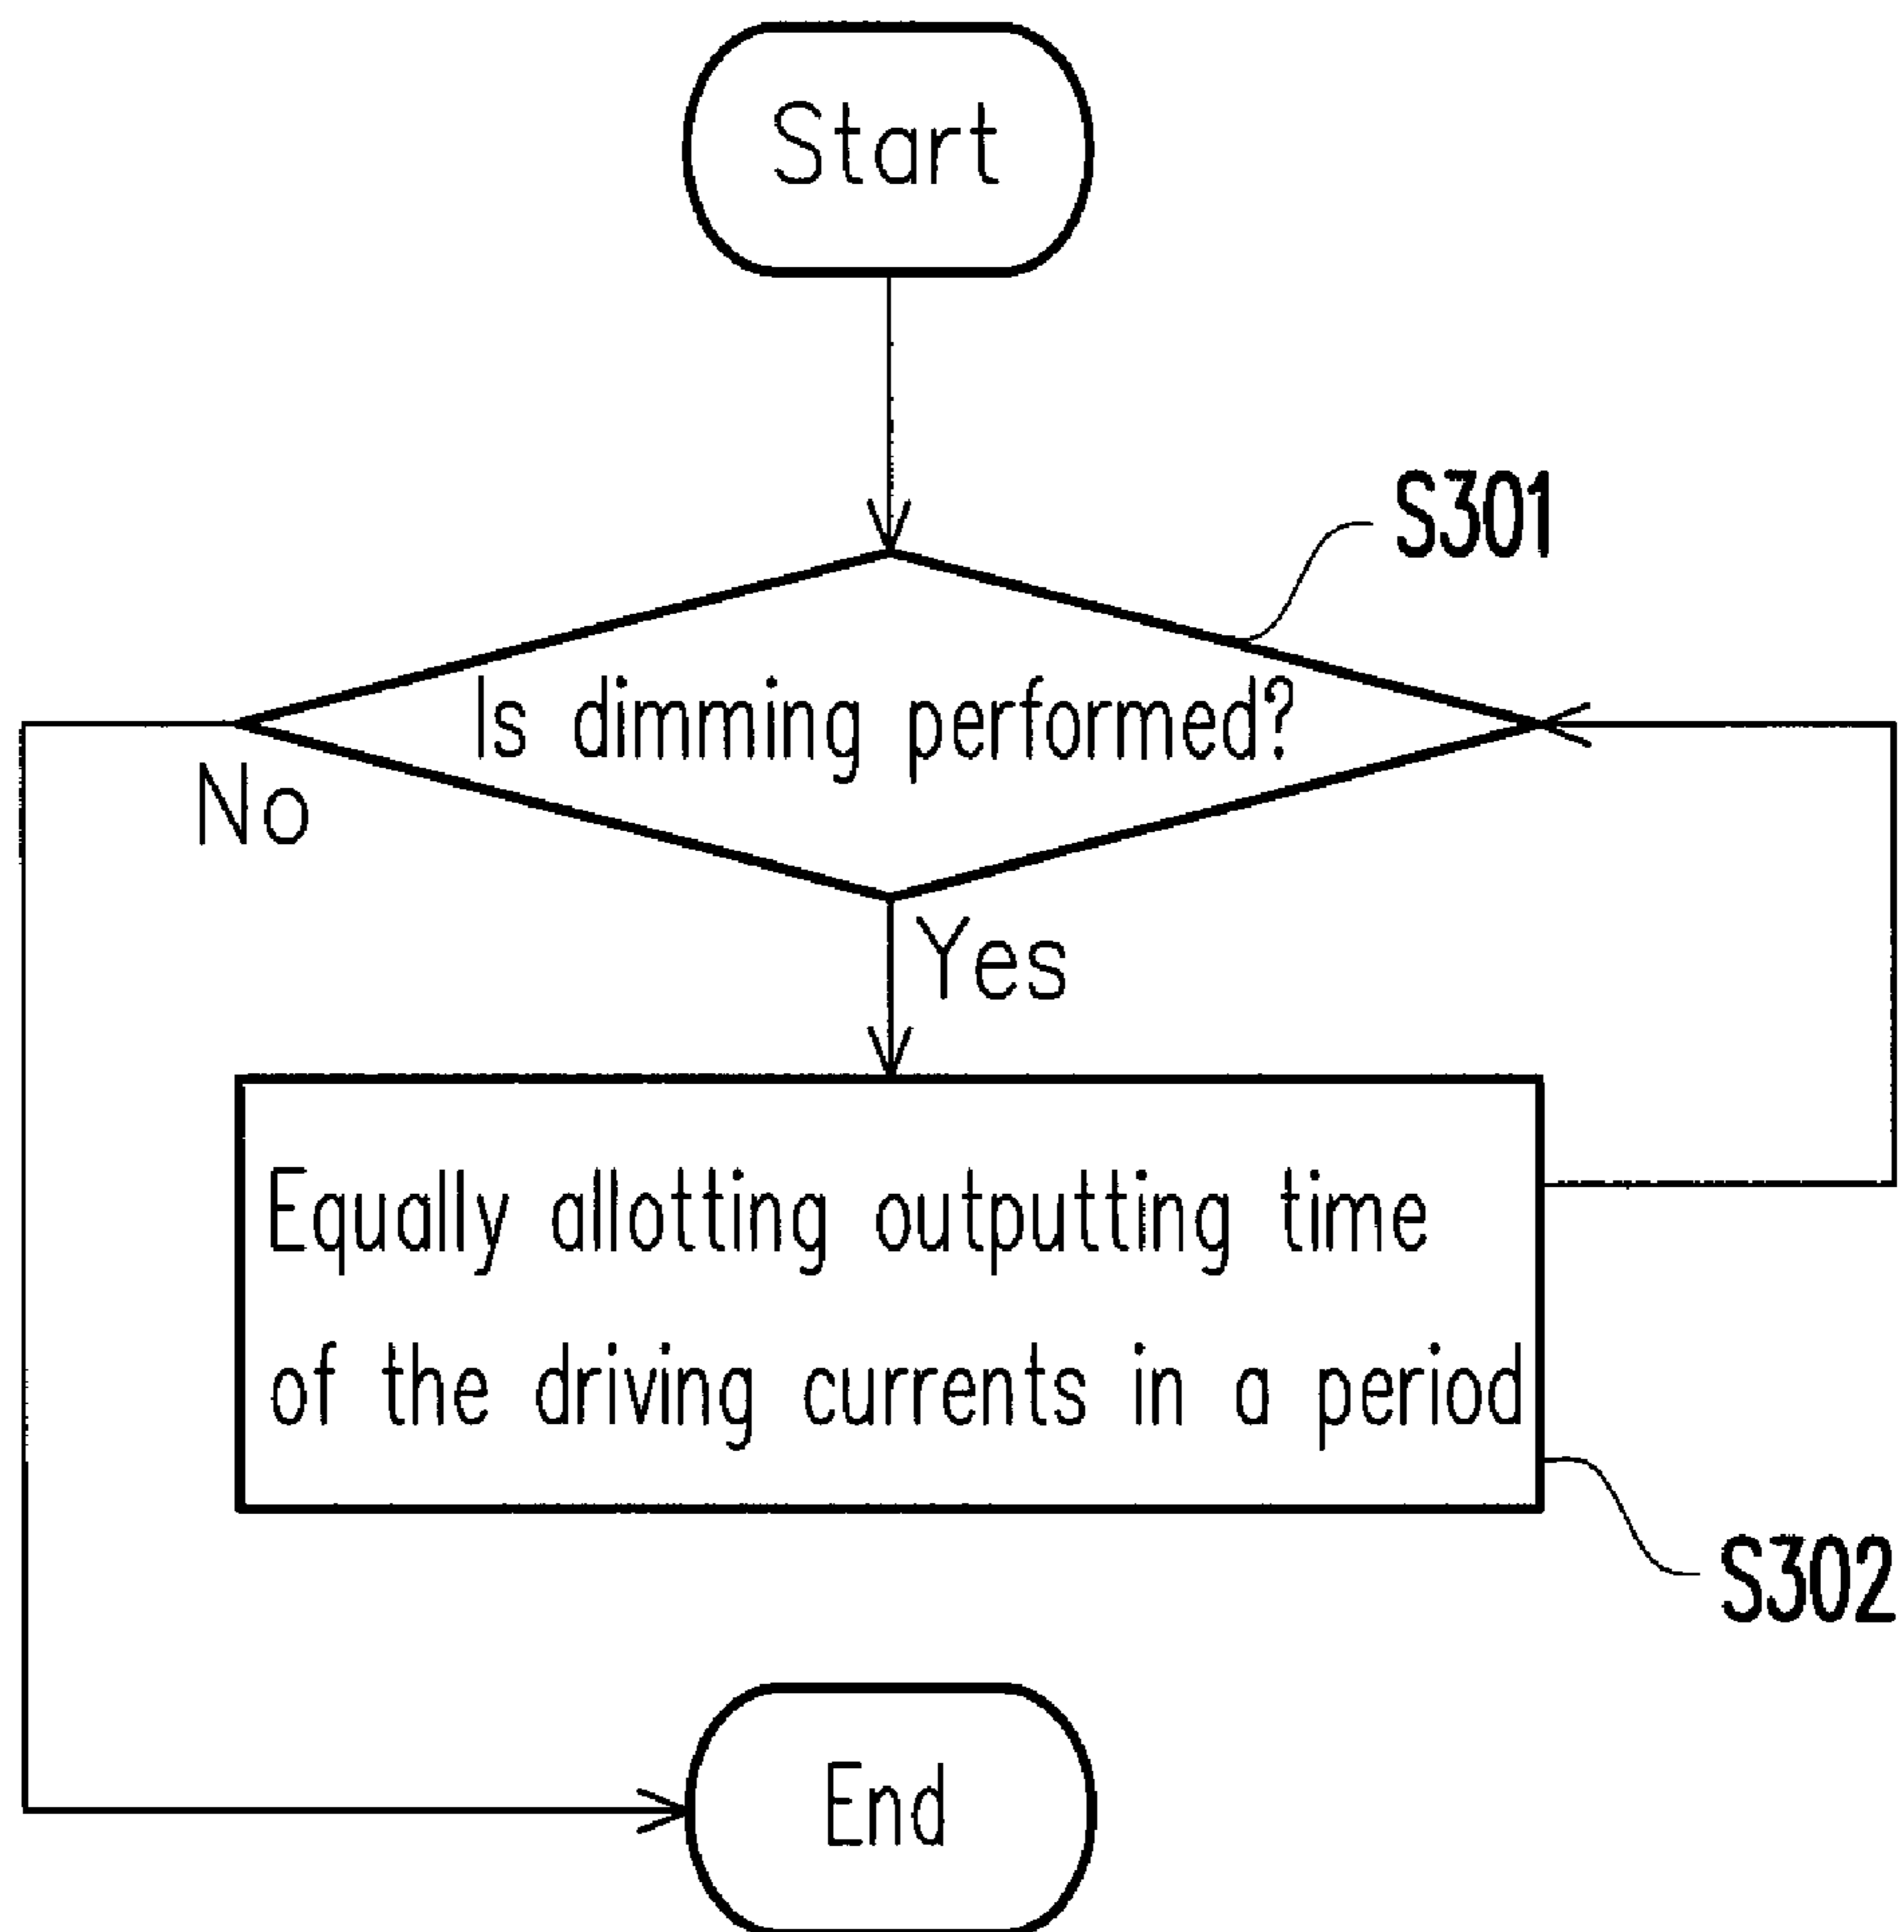 Start
S301
Is dimming performed?
No
Yes
Equally allotting outputting time
of the driving currents in a period
S302
End